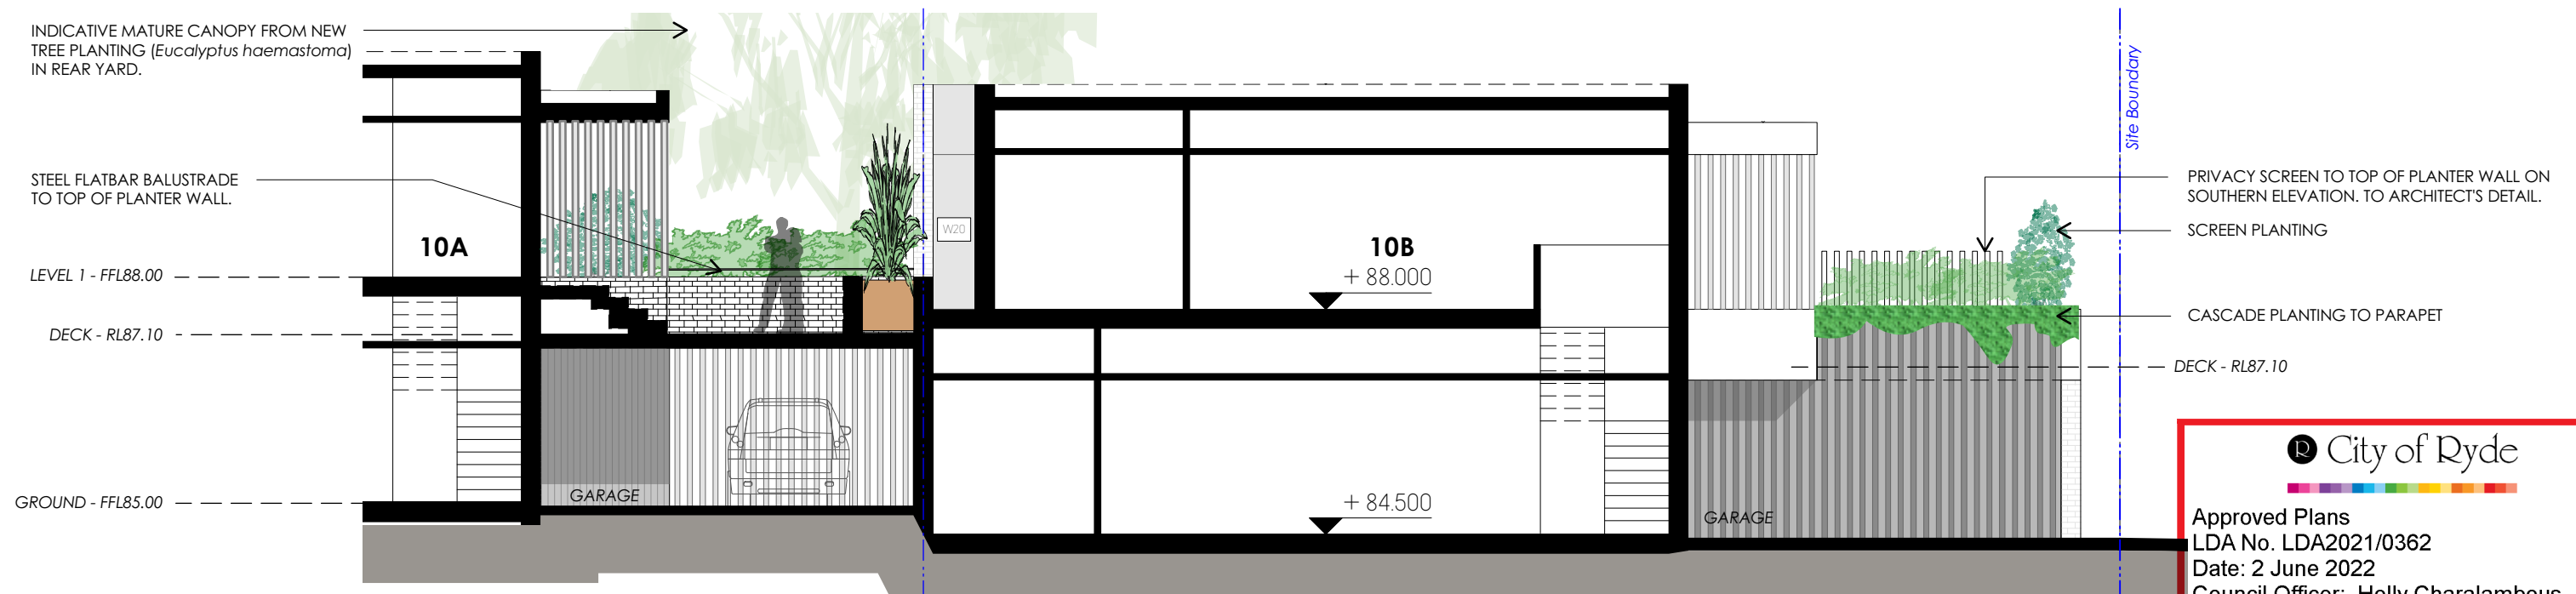 INDICATIVE MATURE CANOPY FROM NEW
TREE PLANTING (Eucalyptus haemastoma)
IN REAR YARD.
STEEL FLATBAR BALUSTRADE
TO TOP OF PLANTER WALL.
10A
LEVEL 1 - FFL88.00
DECK - RL87.10
GROUND - FFL85.00
GARAGE
W20
10B
+ 88.000
+ 84.500
GARAGE
Site Boundary
PRIVACY SCREEN TO TOP OF PLANTER WALL ON
SOUTHERN ELEVATION. TO ARCHITECT'S DETAIL.
SCREEN PLANTING
CASCADE PLANTING TO PARAPET
DECK - RL87.10
R City of Ryde
Approved Plans
LDA No. LDA2021/0362
Date: 2 June 2022
Council Officer: Holly Charalambous